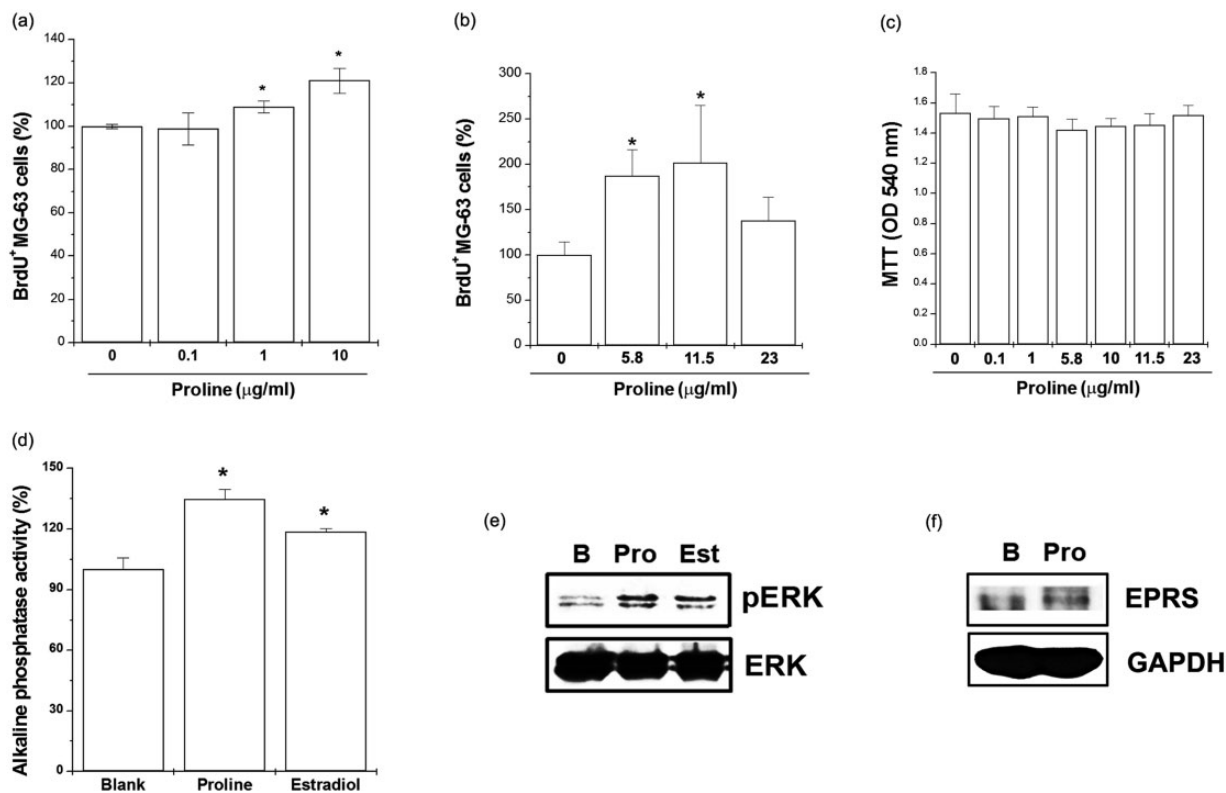 (a)
140
120
100
80
60
40
20
0
BrdU⁺ MG-63 cells (%)
*
*
0 0.1 1 10
Proline (μg/ml)
(b)
300
250
200
150
100
50
0
BrdU⁺ MG-63 cells (%)
*
*
0 5.8 11.5 23
Proline (μg/ml)
(c)
1.8
1.6
1.4
1.2
1.0
0.8
0.6
0.4
0.2
0.0
MTT (OD 540 nm)
0 0.1 1 5.8 10 11.5 23
Proline (μg/ml)
(d)
150
120
90
60
30
0
Alkaline phosphatase activity (%)
*
*
Blank Proline Estradiol
(e)
B Pro Est
pERK
ERK
(f)
B Pro
EPRS
GAPDH